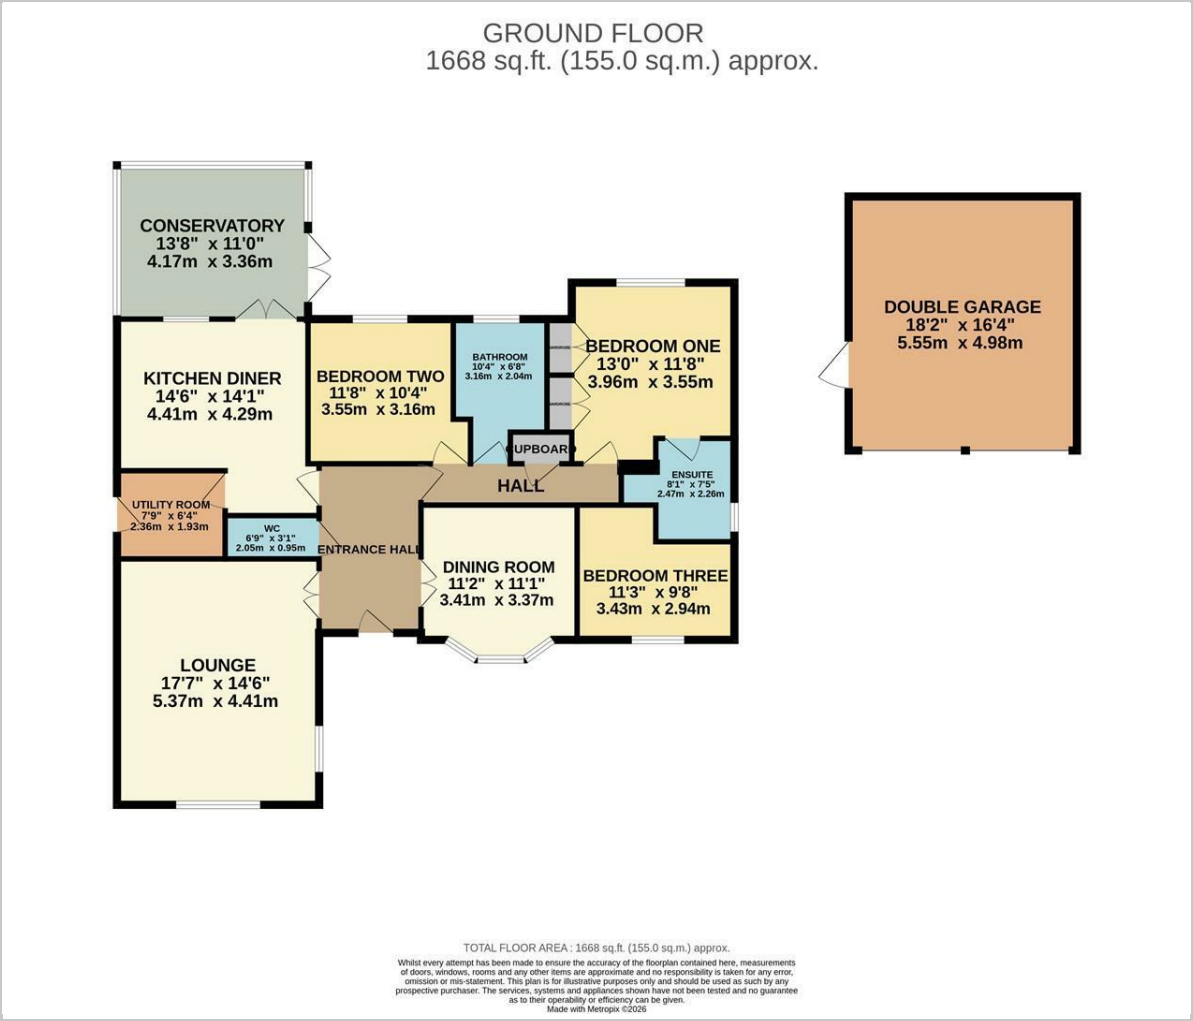 GROUND FLOOR
1668 sq.ft. (155.0 sq.m.) approx.
CONSERVATORY
13'8" x 11'0"
4.17m x 3.36m
DOUBLE GARAGE
18'2" x 16'4"
5.55m x 4.98m
KITCHEN DINER
14'6" x 14'1"
4.41m x 4.29m
BEDROOM TWO
11'8" x 10'4"
3.55m x 3.16m
BATHROOM
10'4" x 6'8"
3.16m x 2.04m
BEDROOM ONE
13'0" x 11'8"
3.96m x 3.55m
CUPBOARD
HALL
ENSUITE
8'1" x 7'5"
2.47m x 2.26m
UTILITY ROOM
7'9" x 6'4"
2.36m x 1.93m
WC
6'9" x 3'1"
2.05m x 0.95m
ENTRANCE HALL
DINING ROOM
11'2" x 11'1"
3.41m x 3.37m
BEDROOM THREE
11'3" x 9'8"
3.43m x 2.94m
LOUNGE
17'7" x 14'6"
5.37m x 4.41m
TOTAL FLOOR AREA : 1668 sq.ft. (155.0 sq.m.) approx.
Whilst every attempt has been made to ensure the accuracy of the floorplan contained here, measurements
of doors, windows, rooms and any other items are approximate and no responsibility is taken for any error,
omission or mis-statement. This plan is for illustrative purposes only and should be used as such by any
prospective purchaser. The services, systems and appliances shown have not been tested and no guarantee
as to their operability or efficiency can be given.
Made with Metropix ©2026